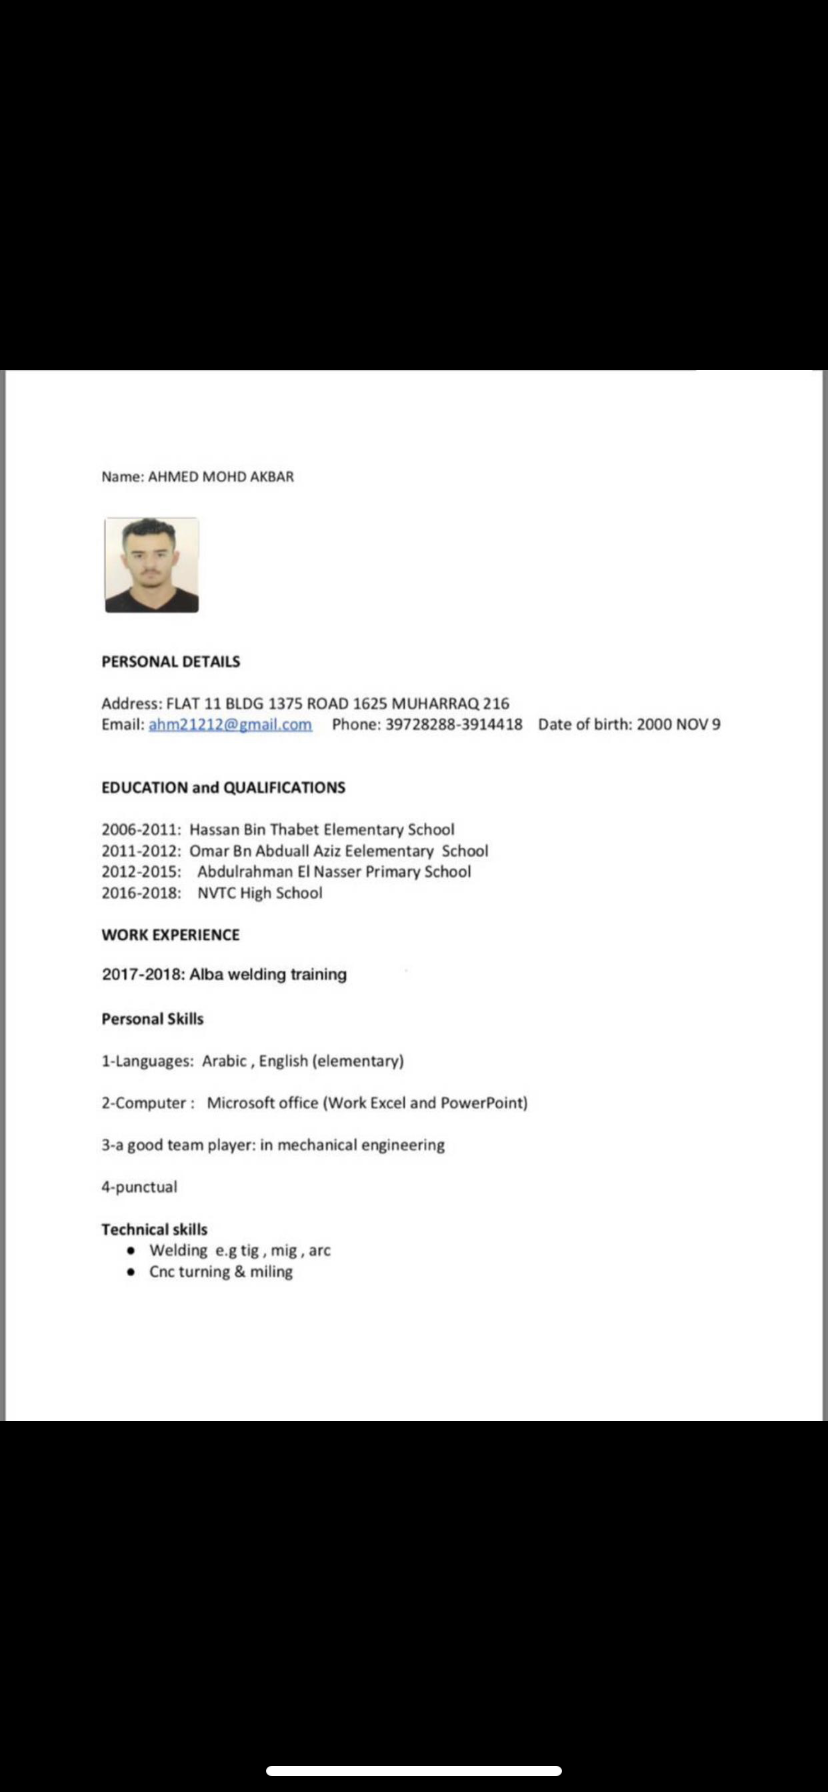 Name: AHMED MOHD AKBAR
PERSONAL DETAILS
Address: FLAT 11 BLDG 1375 ROAD 1625 MUHARRAQ 216
Email: ahm21212@gmail.com Phone: 39728288-3914418 Date of birth: 2000 NOV 9
EDUCATION and QUALIFICATIONS
2006-2011: Hassan Bin Thabet Elementary School
2011-2012: Omar Bn Abduall Aziz Eelementary School
2012-2015: Abdulrahman El Nasser Primary School
2016-2018: NVTC High School
WORK EXPERIENCE
2017-2018: Alba welding training
Personal Skills
1-Languages: Arabic , English (elementary)
2-Computer : Microsoft office (Work Excel and PowerPoint)
3-a good team player: in mechanical engineering
4-punctual
Technical skills
● Welding e.g tig , mig , arc
● Cnc turning & miling